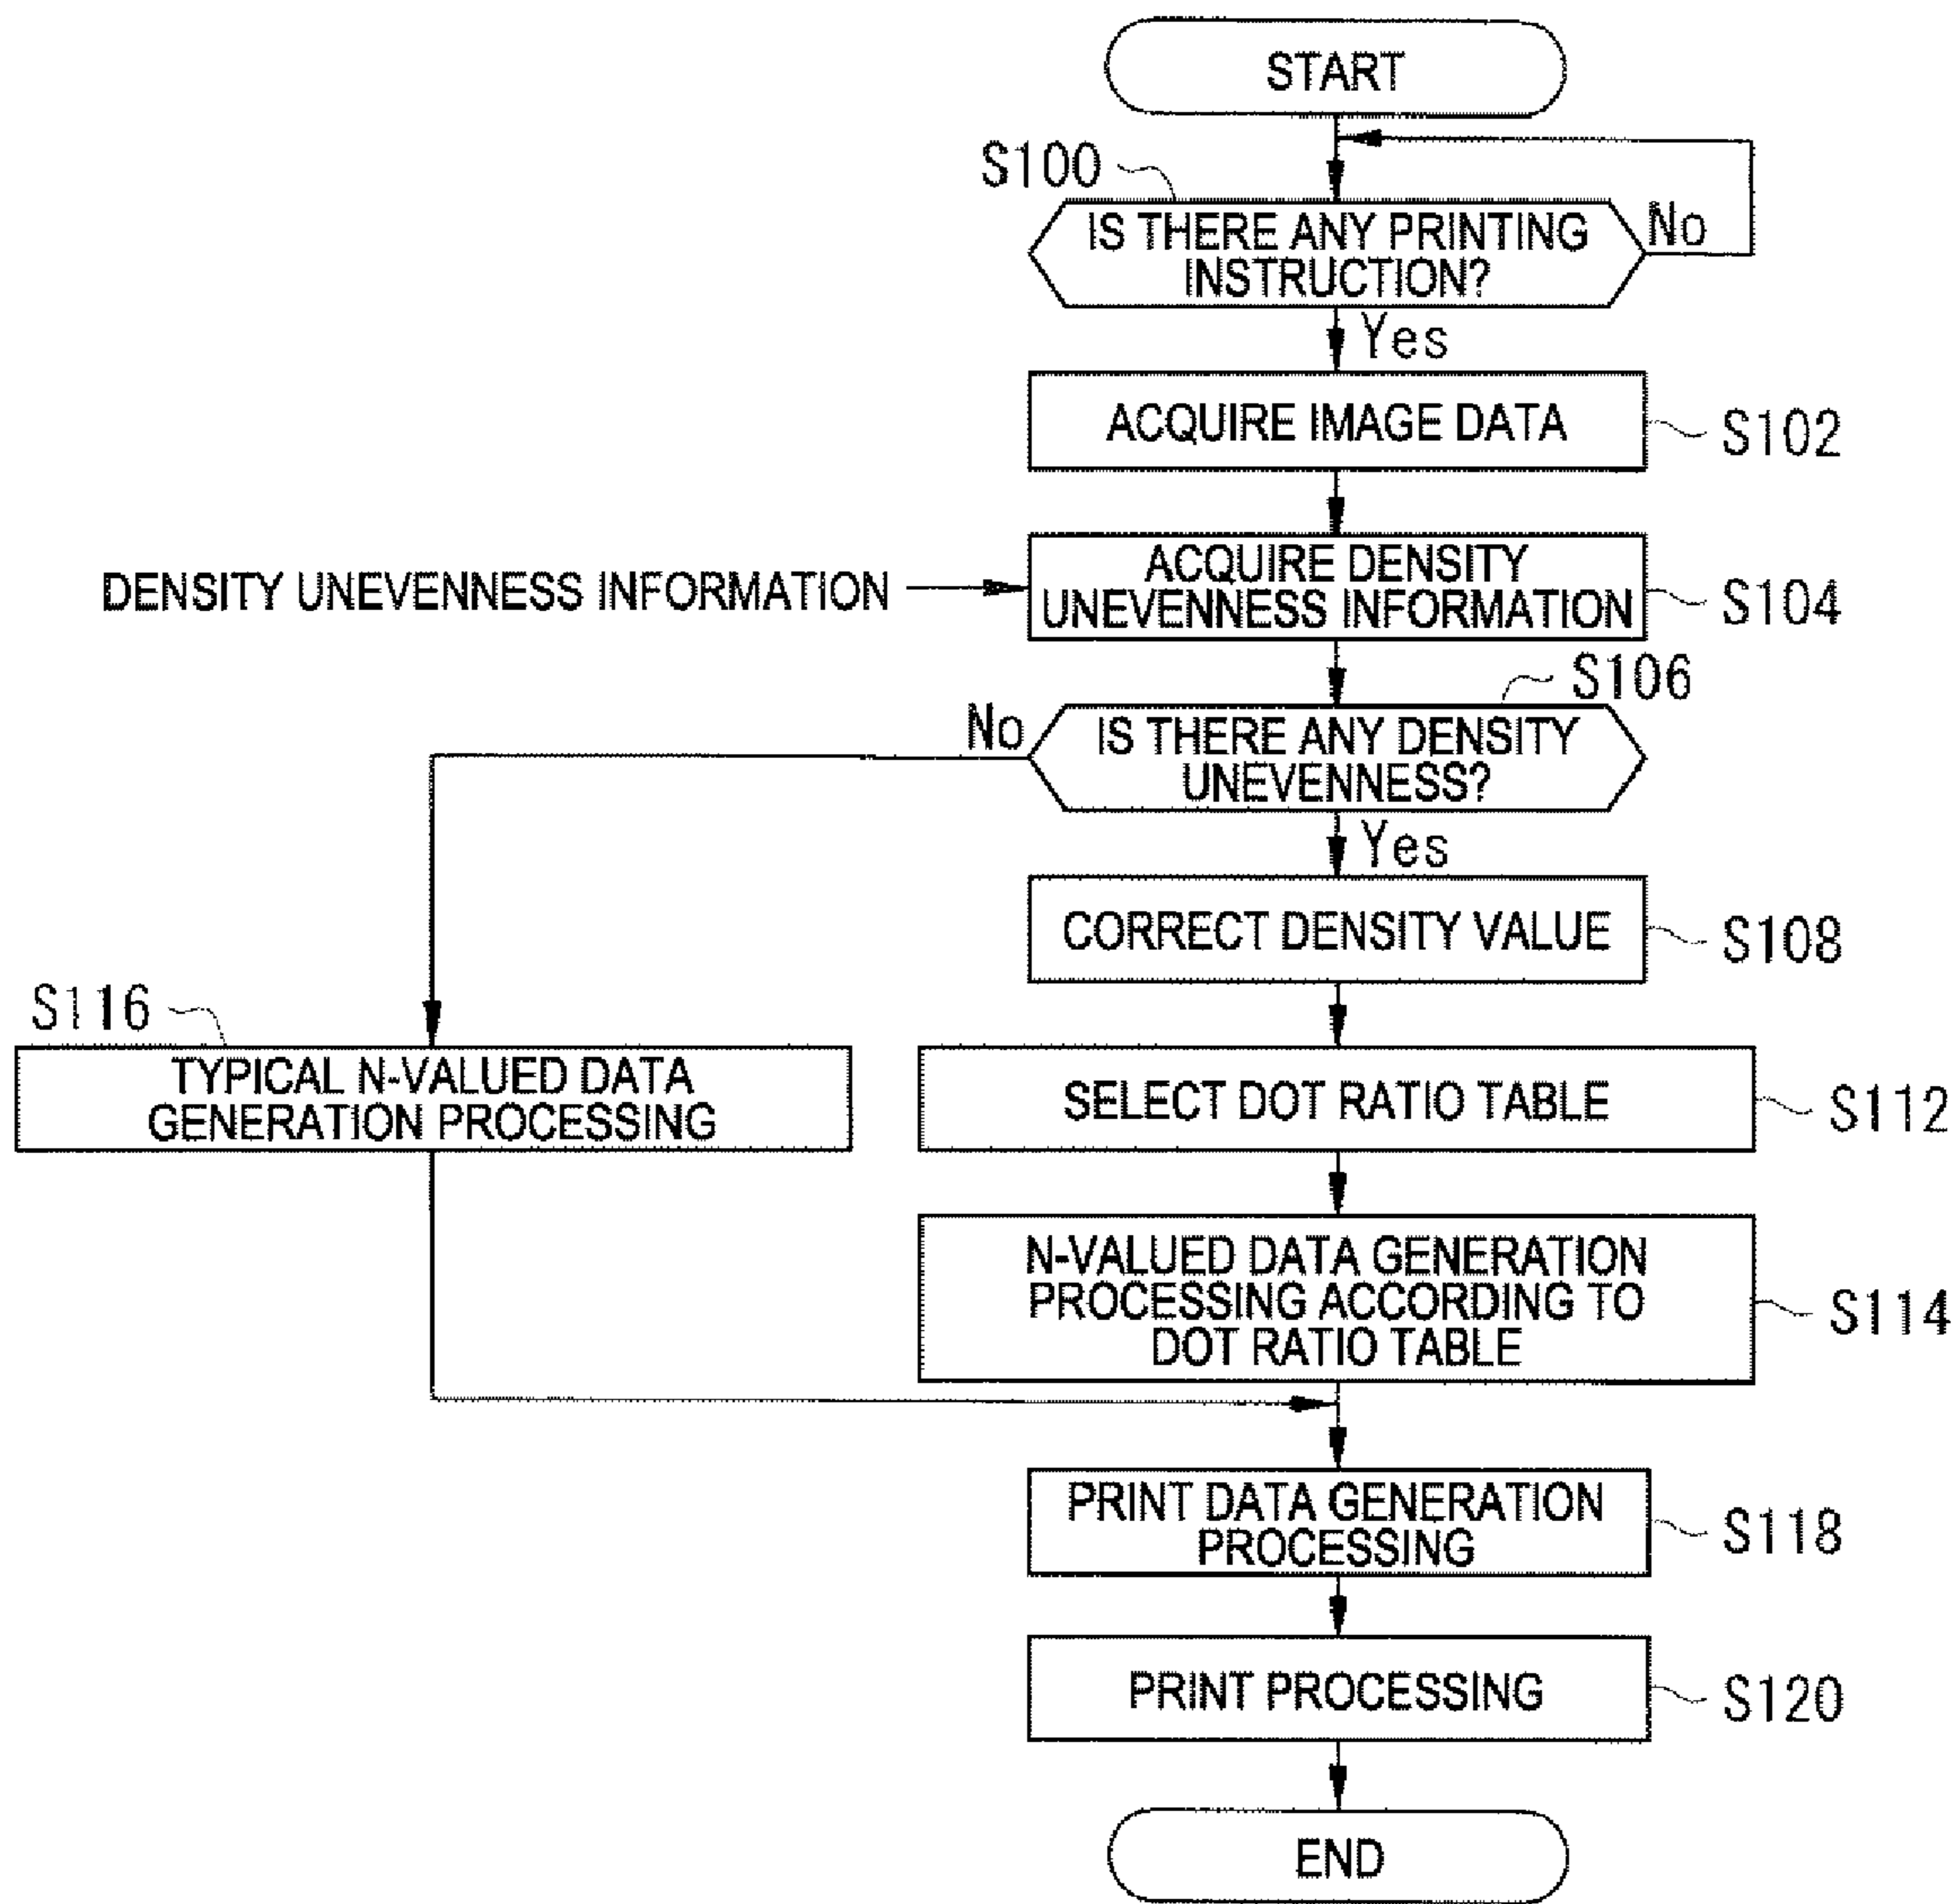 START
S100
IS THERE ANY PRINTING
INSTRUCTION?
No
Yes
ACQUIRE IMAGE DATA
S102
DENSITY UNEVENNESS INFORMATION
ACQUIRE DENSITY
UNEVENNESS INFORMATION
S104
S106
No
IS THERE ANY DENSITY
UNEVENNESS?
Yes
CORRECT DENSITY VALUE
S108
S116
TYPICAL N-VALUED DATA
GENERATION PROCESSING
SELECT DOT RATIO TABLE
S112
N-VALUED DATA GENERATION
PROCESSING ACCORDING TO
DOT RATIO TABLE
S114
PRINT DATA GENERATION
PROCESSING
S118
PRINT PROCESSING
S120
END